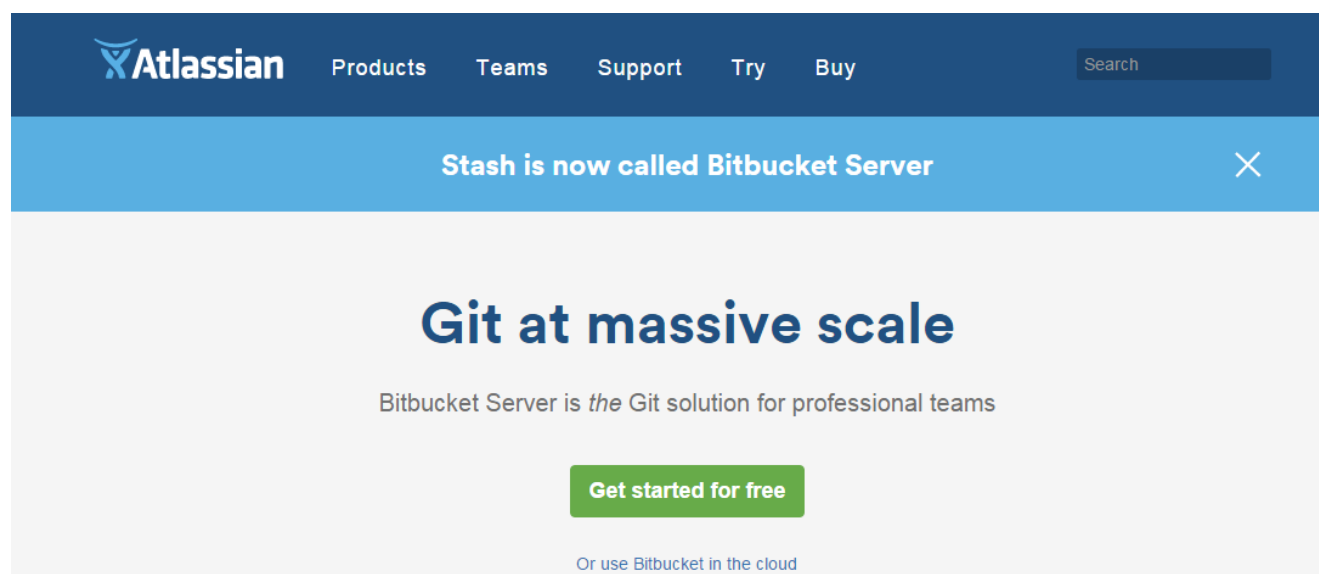 Atlassian Products Teams Support Try Buy Search
Stash is now called Bitbucket Server
Git at massive scale
Bitbucket Server is the Git solution for professional teams
Get started for free
Or use Bitbucket in the cloud